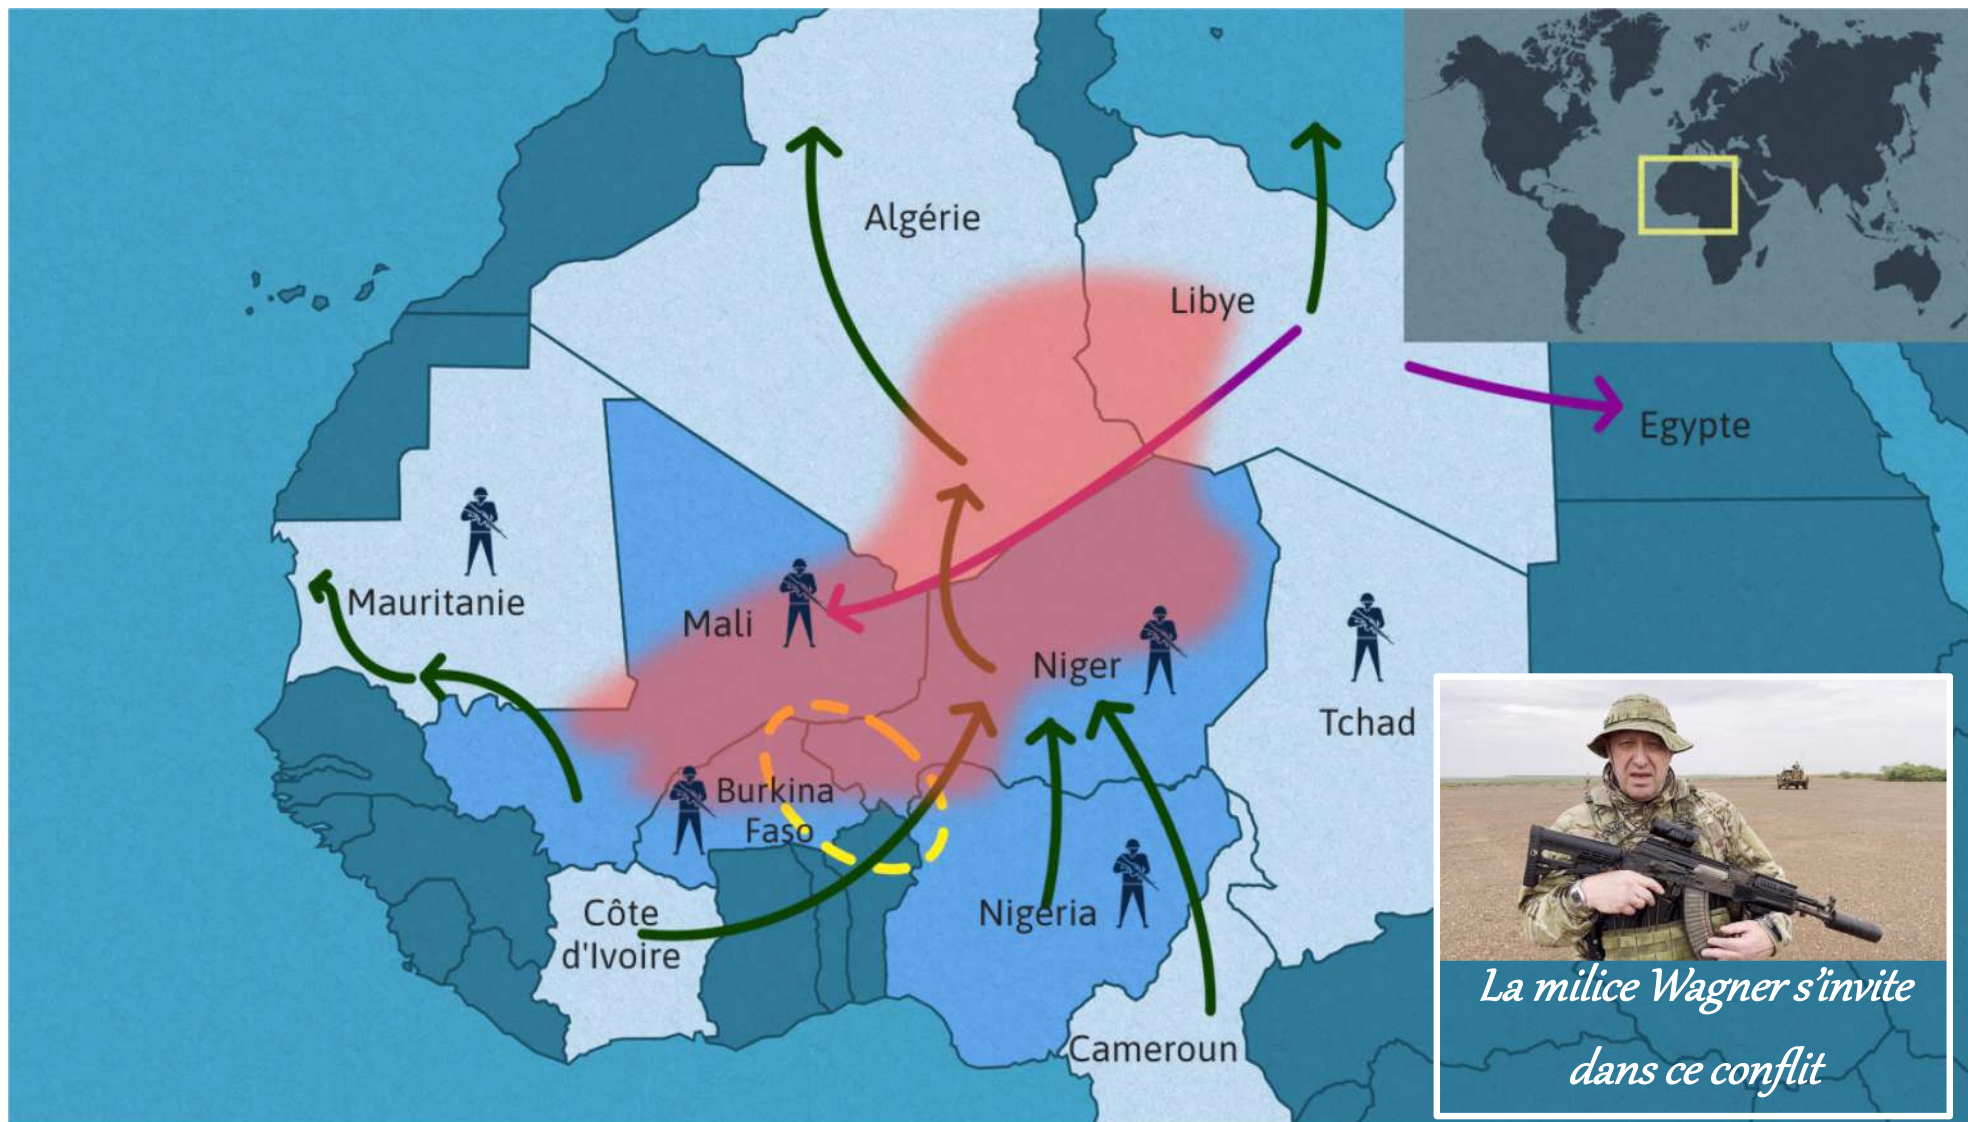 Algérie
Libye
Egypte
Mauritanie
Mali
Niger
Tchad
Burkina
Faso
Côte
d'Ivoire
Nigeria
Cameroun
La milice Wagner s'invite
dans ce conflit